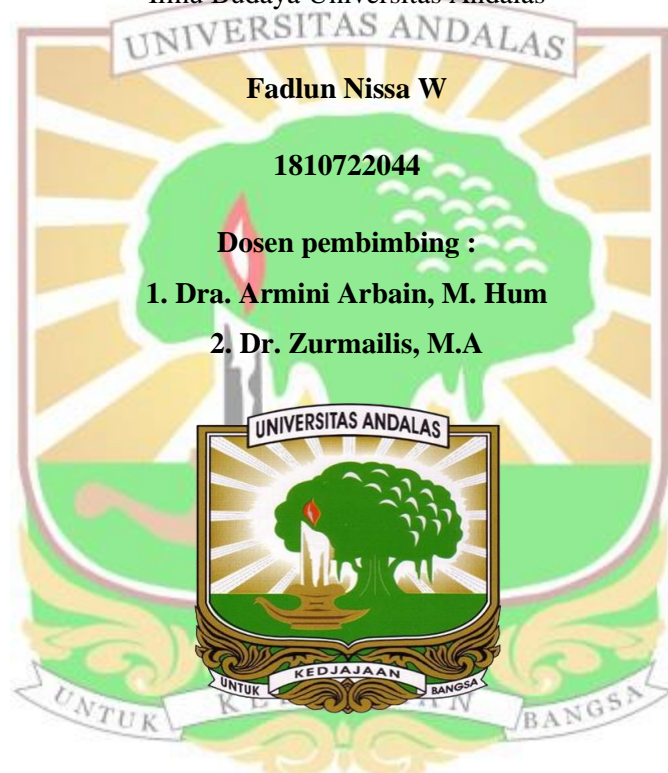 Ilmu Budaya Universitas Andalas
UNIVERSITAS ANDALAS
Fadlun Nissa W
1810722044
Dosen pembimbing :
1. Dra. Armini Arbain, M. Hum
2. Dr. Zurmailis, M.A
UNIVERSITAS ANDALAS
UNTUK KEDJAJAAN BANGSA
UNTUK BANGSA